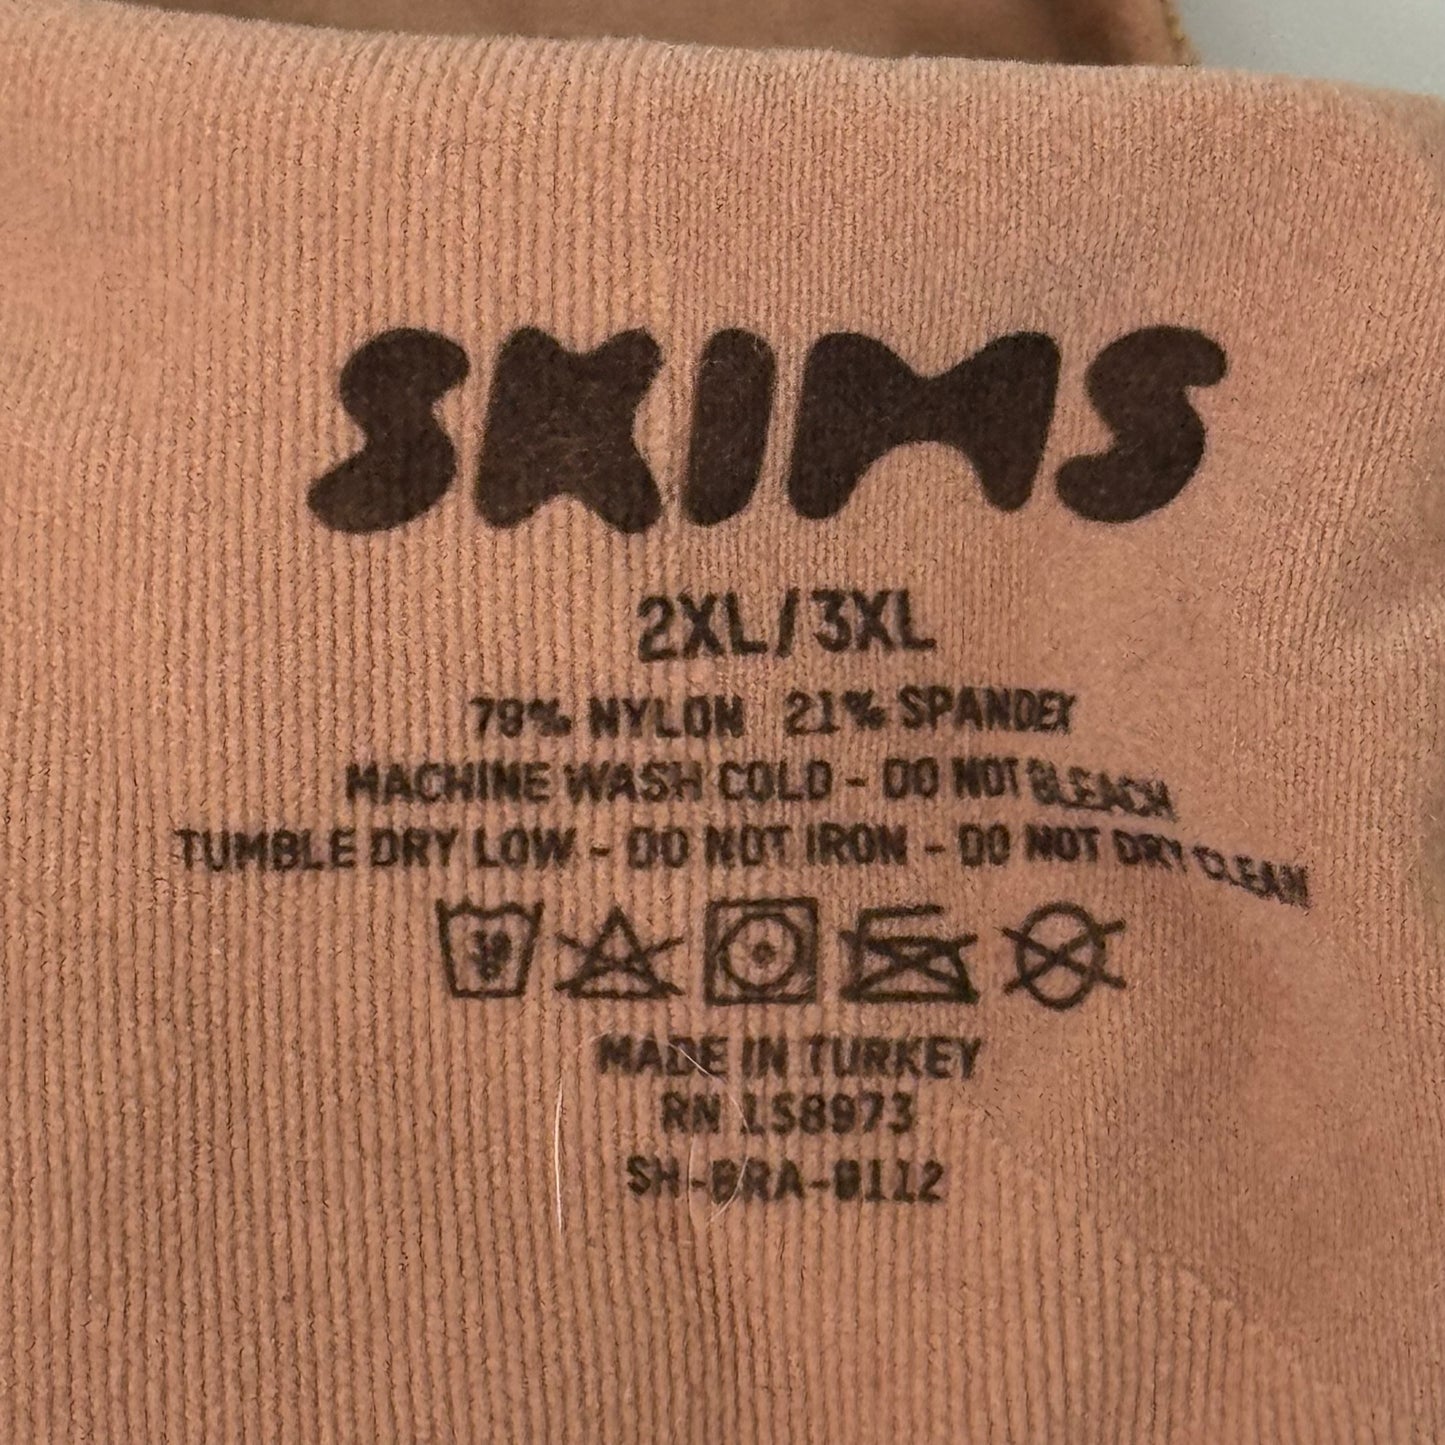 SKIMS
2XL/3XL
79% NYLON 21% SPANDEX
MACHINE WASH COLD - DO NOT BLEACH
TUMBLE DRY LOW - DO NOT IRON - DO NOT DRY CLEAN
30
MADE IN TURKEY
RN 158973
SH-BRA-0112